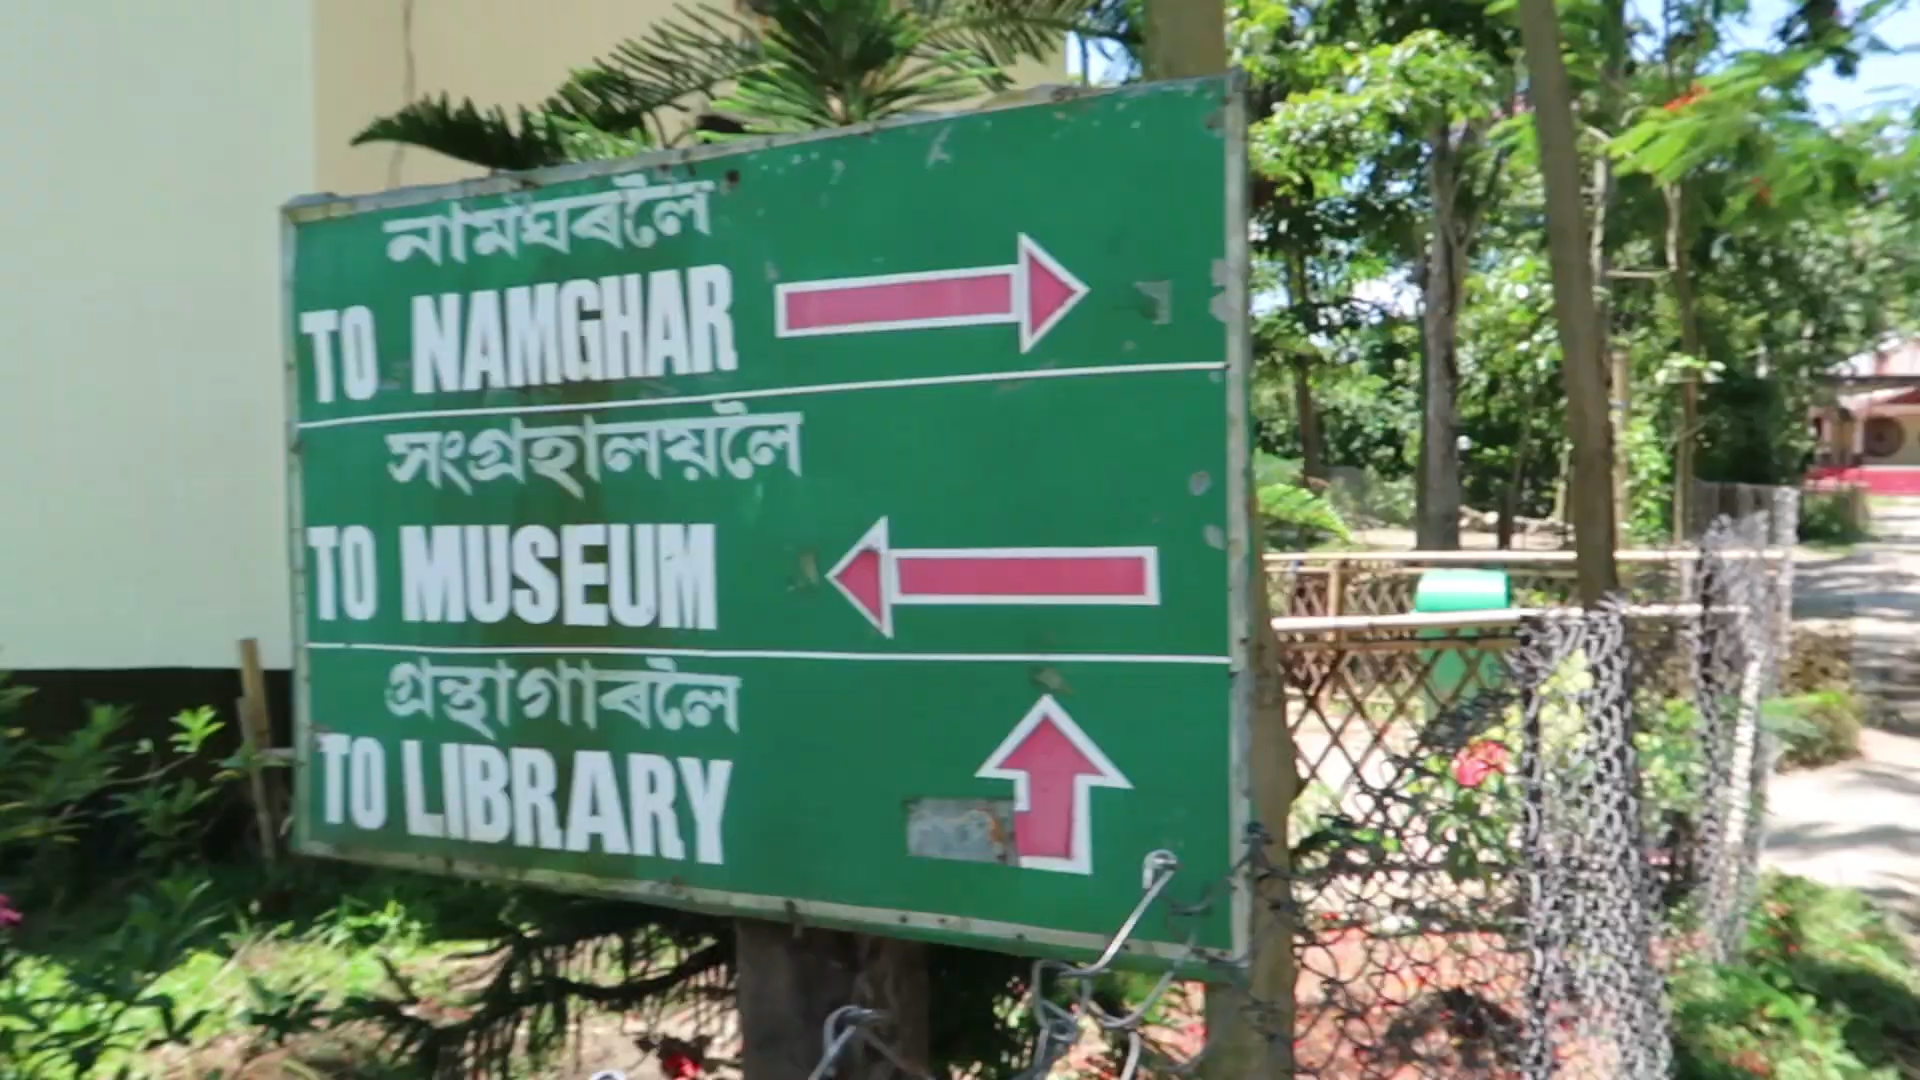 নামঘৰলৈ
TO NAMGHAR
সংগ্ৰহালয়লৈ
TO MUSEUM
গ্ৰন্থাগাৰলৈ
TO LIBRARY